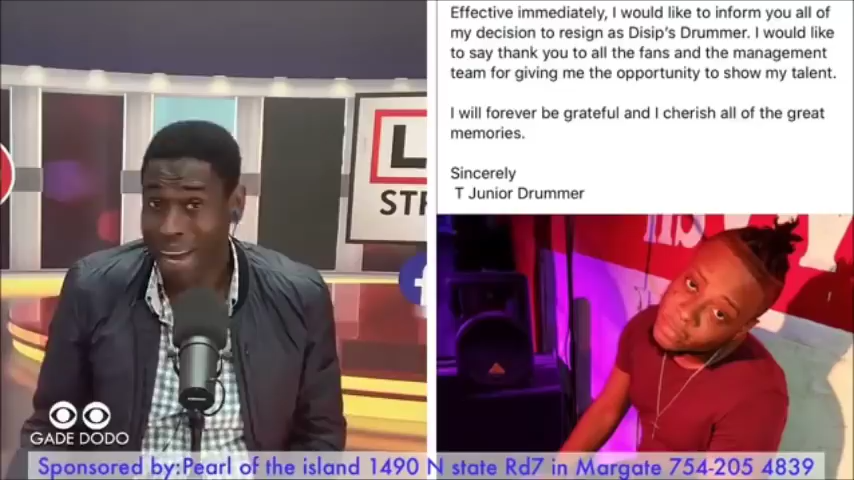 Effective immediately, I would like to inform you all of
my decision to resign as Disip's Drummer. I would like
to say thank you to all the fans and the management
team for giving me the opportunity to show my talent.
I will forever be grateful and I cherish all of the great
memories.
Sincerely
T Junior Drummer
GADE DODO
Sponsored by:Pearl of the island 1490 N state Rd7 in Margate 754-205 4839